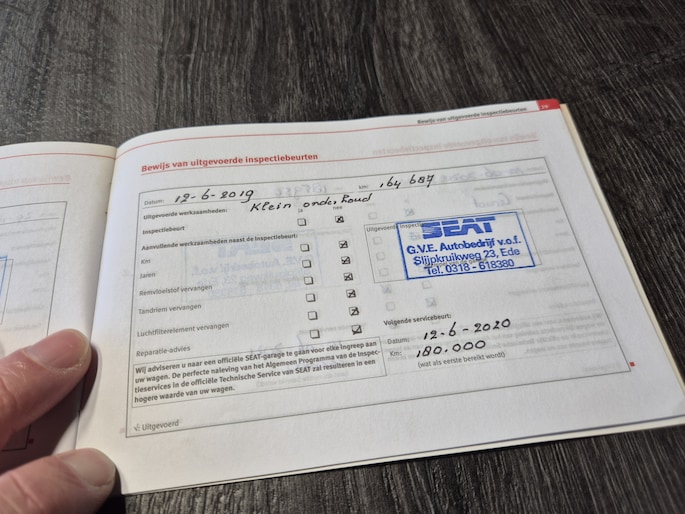 Bewijs van uitgevoerde inspectiebeurten
Bewijs van uitgevoerde inspectiebeurten
Datum: 12-6-2019 km: 164 687
Uitgevoerde werkzaamheden: Klein onderhoud
ja nee
Inspectiebeurt
Aanvullende werkzaamheden naast de inspectiebeurt:
Km
Jaren
Remvloeistof vervangen
Tandriem vervangen
Luchtfilterelement vervangen
Reparatie-advies
Uitgevoerde Inspectie
SEAT
G.V.E. Autobedrijf v.o.f.
Slijpkruikweg 23, Ede
Tel. 0318 - 618380
Volgende servicebeurt:
Datum: 12-6-2020
Km: 180.000
(wat als eerste bereikt wordt)
Wij adviseren u naar een officiële SEAT-garage te gaan voor elke ingreep aan
uw wagen. De perfecte naleving van het Algemeen Programma van de Inspec-
tieservices in de officiële Technische Service van SEAT zal resulteren in een
hogere waarde van uw wagen.
√: Uitgevoerd